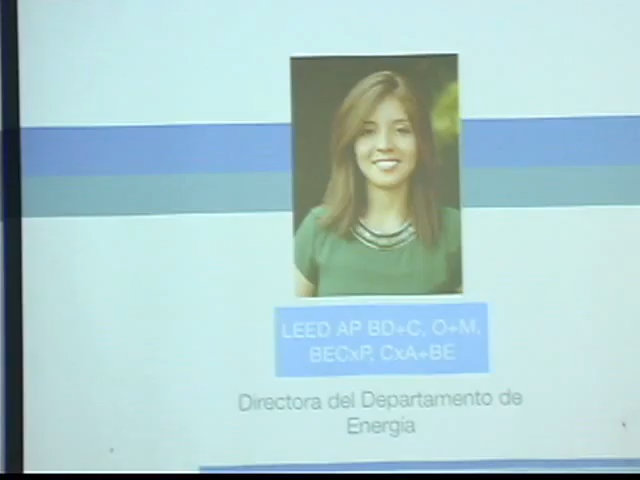 LEED AP BD+C, O+M,
BECxP, CxA+BE
Directora del Departamento de
Energía